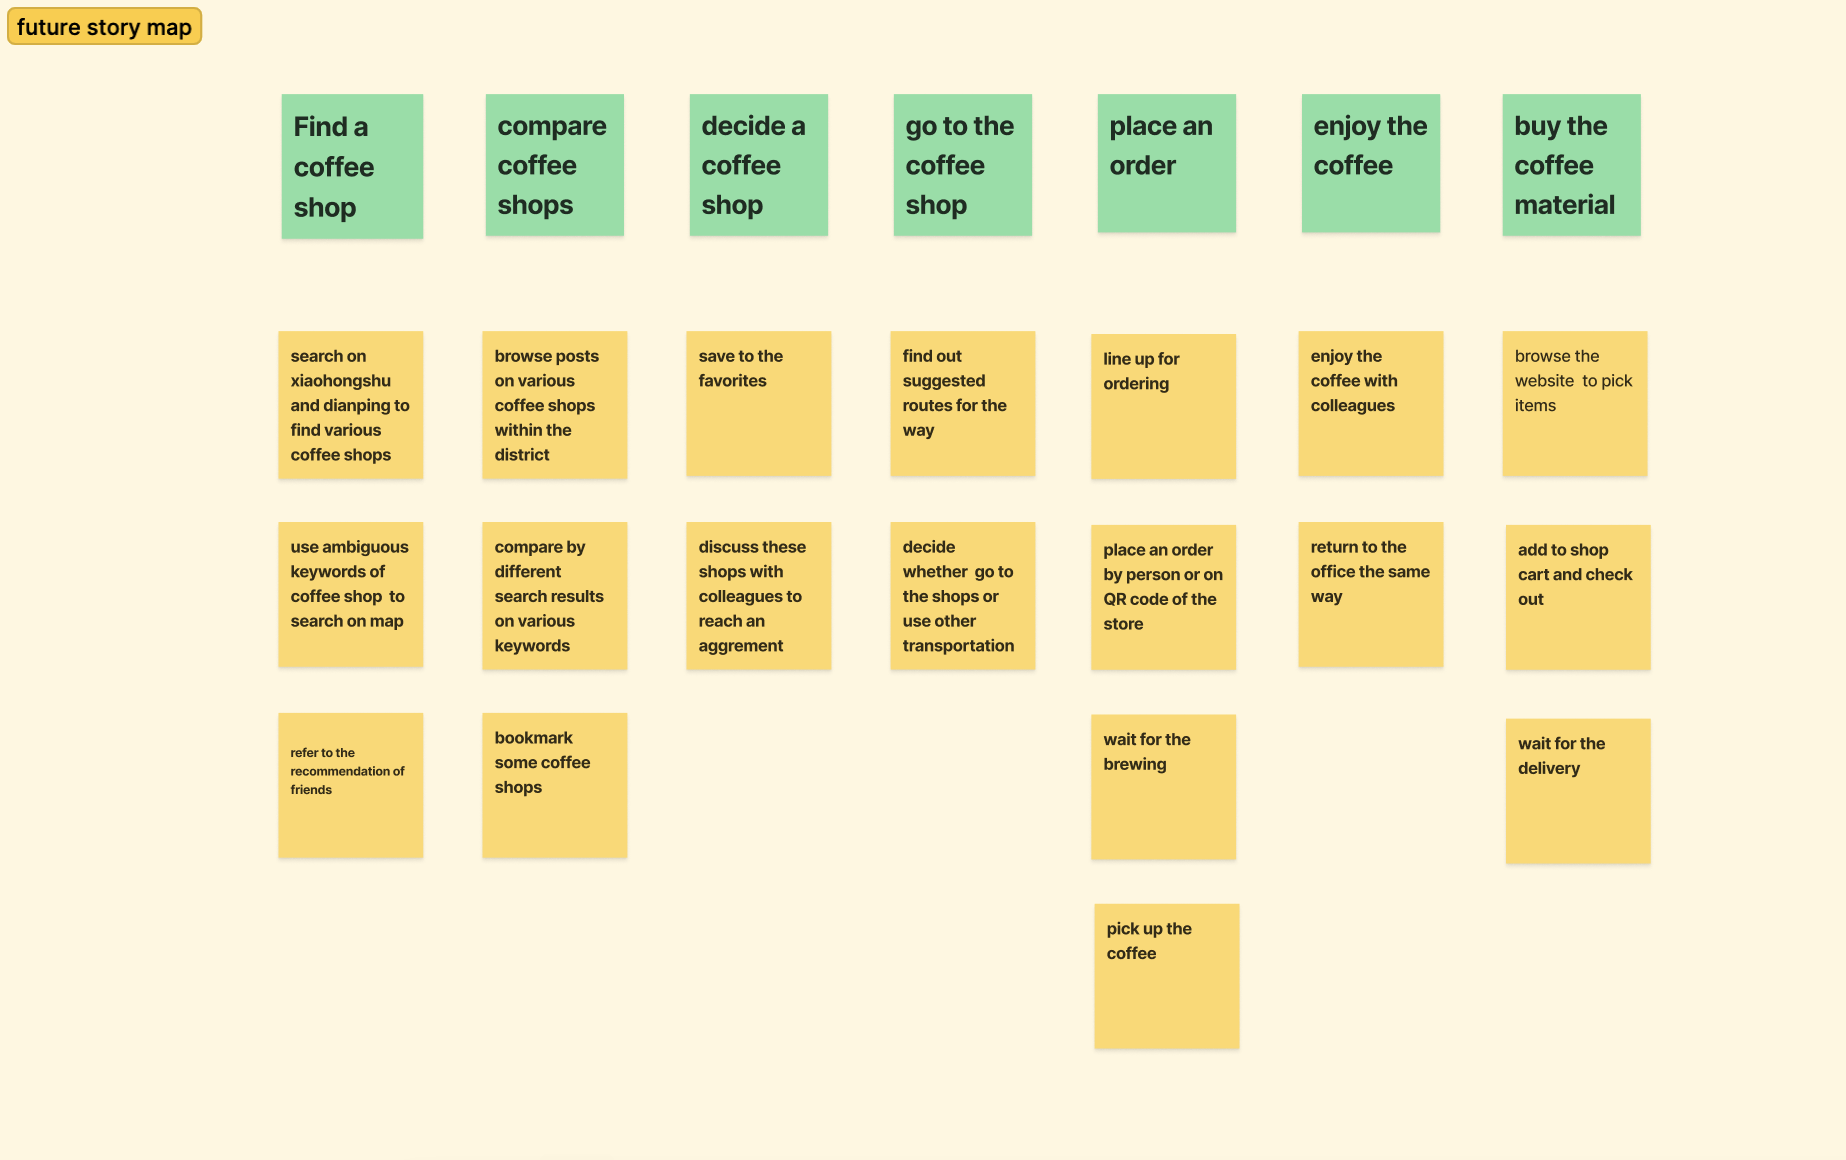 future story map
Find a
coffee
shop
compare
coffee
shops
decide a
coffee
shop
go to the
coffee
shop
place an
order
enjoy the
coffee
buy the
coffee
material
search on
xiaohongshu
and dianping to
find various
coffee shops
browse posts
on various
coffee shops
within the
district
save to the
favorites
find out
suggested
routes for the
way
line up for
ordering
enjoy the
coffee with
colleagues
browse the
website  to pick
items
use ambiguous
keywords of
coffee shop  to
search on map
compare by
different
search results
on various
keywords
discuss these
shops with
colleagues to
reach an
aggrement
decide
whether  go to
the shops or
use other
transportation
place an order
by person or on
QR code of the
store
return to the
office the same
way
add to shop
cart and check
out
refer to the
recommendation of
friends
bookmark
some coffee
shops
wait for the
brewing
wait for the
delivery
pick up the
coffee